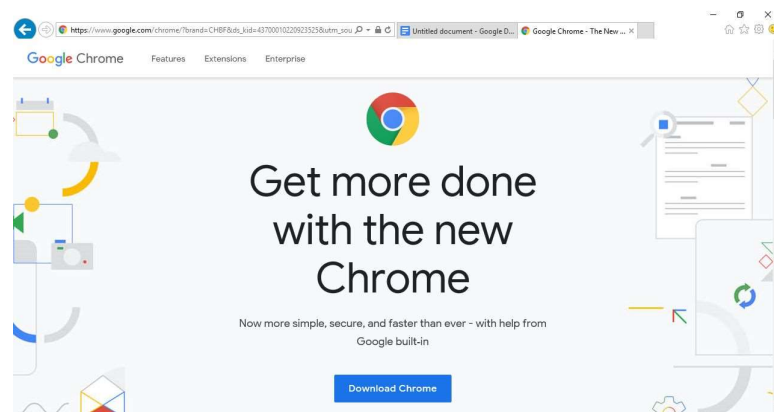 https://www.google.com/chrome/?brand=CHBF&ds_kid=43700010220923525&utm_sou
Untitled document - Google D...
Google Chrome - The New ...
Google Chrome
Features
Extensions
Enterprise
Get more done
with the new
Chrome
Now more simple, secure, and faster than ever - with help from
Google built-in
Download Chrome